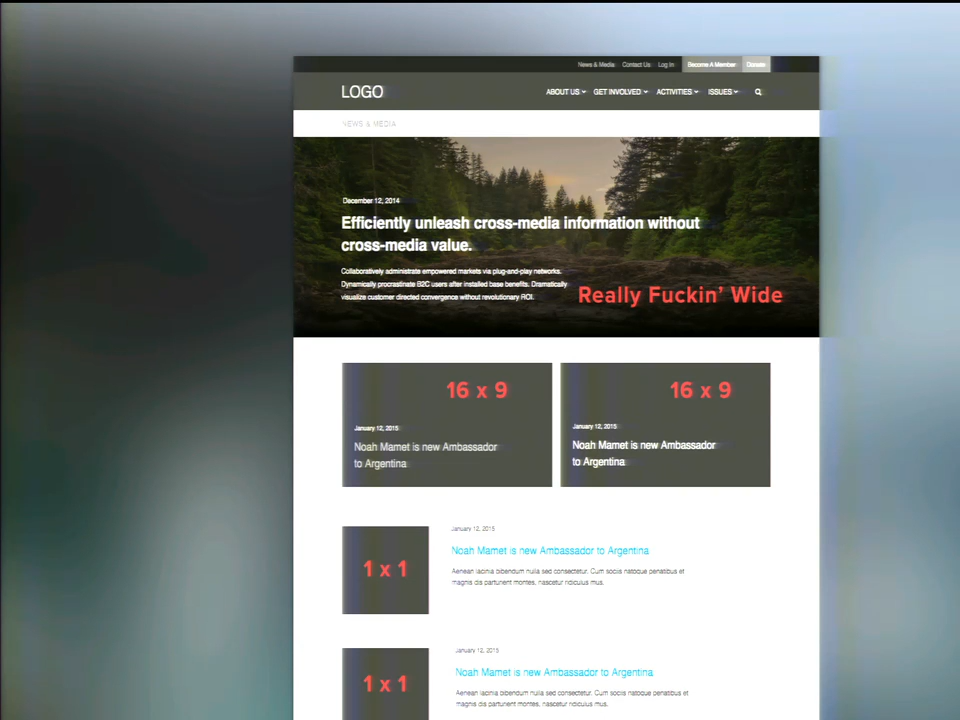 News & Media Contact Us Log In Become A Member Donate
LOGO ABOUT US GET INVOLVED ACTIVITIES ISSUES
NEWS & MEDIA
December 12, 2014
Efficiently unleash cross-media information without
cross-media value.
Collaboratively administrate empowered markets via plug-and-play networks.
Dynamically procrastinate B2C users after installed base benefits. Dramatically
visualize customer directed convergence without revolutionary ROI.
Really Fuckin' Wide
16 x 9
January 12, 2015
Noah Mamet is new Ambassador
to Argentina
16 x 9
January 12, 2015
Noah Mamet is new Ambassador
to Argentina
1 x 1
January 12, 2015
Noah Mamet is new Ambassador to Argentina
Aenean lacinia bibendum nulla sed consectetur. Cum sociis natoque penatibus et
magnis dis parturient montes, nascetur ridiculus mus.
1 x 1
January 12, 2015
Noah Mamet is new Ambassador to Argentina
Aenean lacinia bibendum nulla sed consectetur. Cum sociis natoque penatibus et
magnis dis parturient montes, nascetur ridiculus mus.